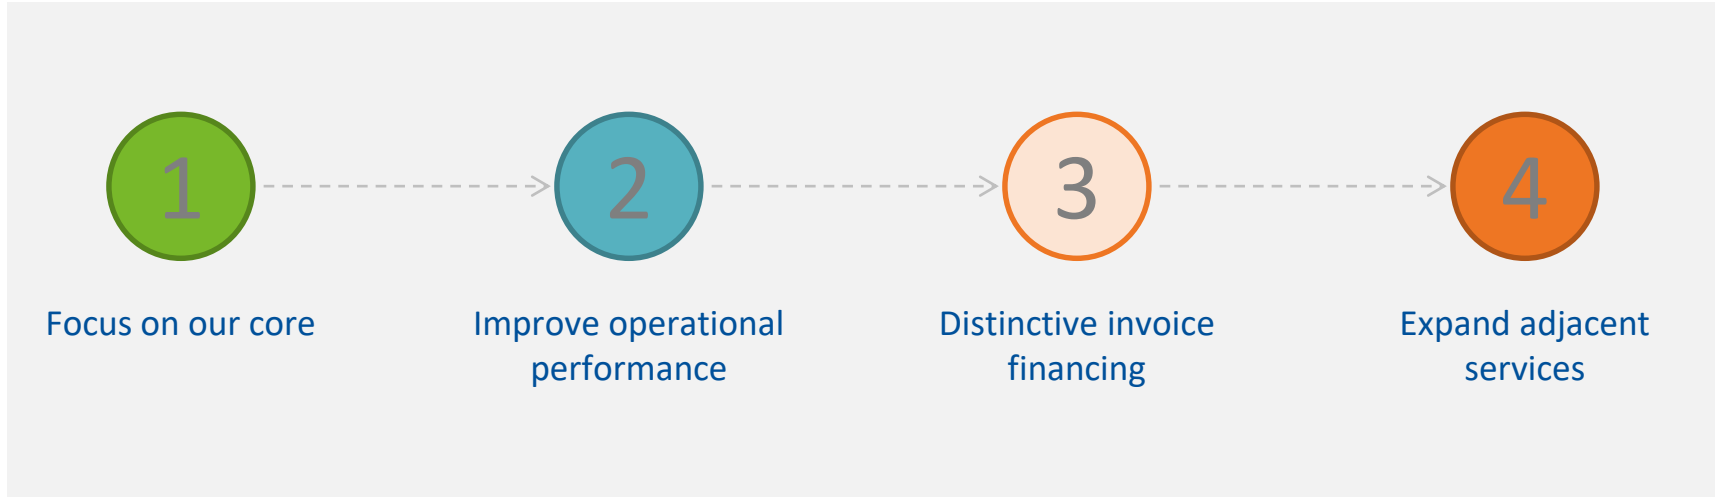 1
2
3
4
Focus on our core
Improve operational
performance
Distinctive invoice
financing
Expand adjacent
services